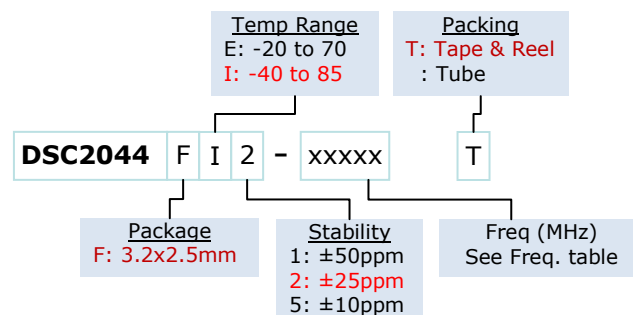 Temp Range
E: -20 to 70
I: -40 to 85
Packing
T: Tape & Reel
: Tube
DSC2044 F I 2 – xxxxx T
Package
F: 3.2x2.5mm
Stability
1: ±50ppm
2: ±25ppm
5: ±10ppm
Freq (MHz)
See Freq. table